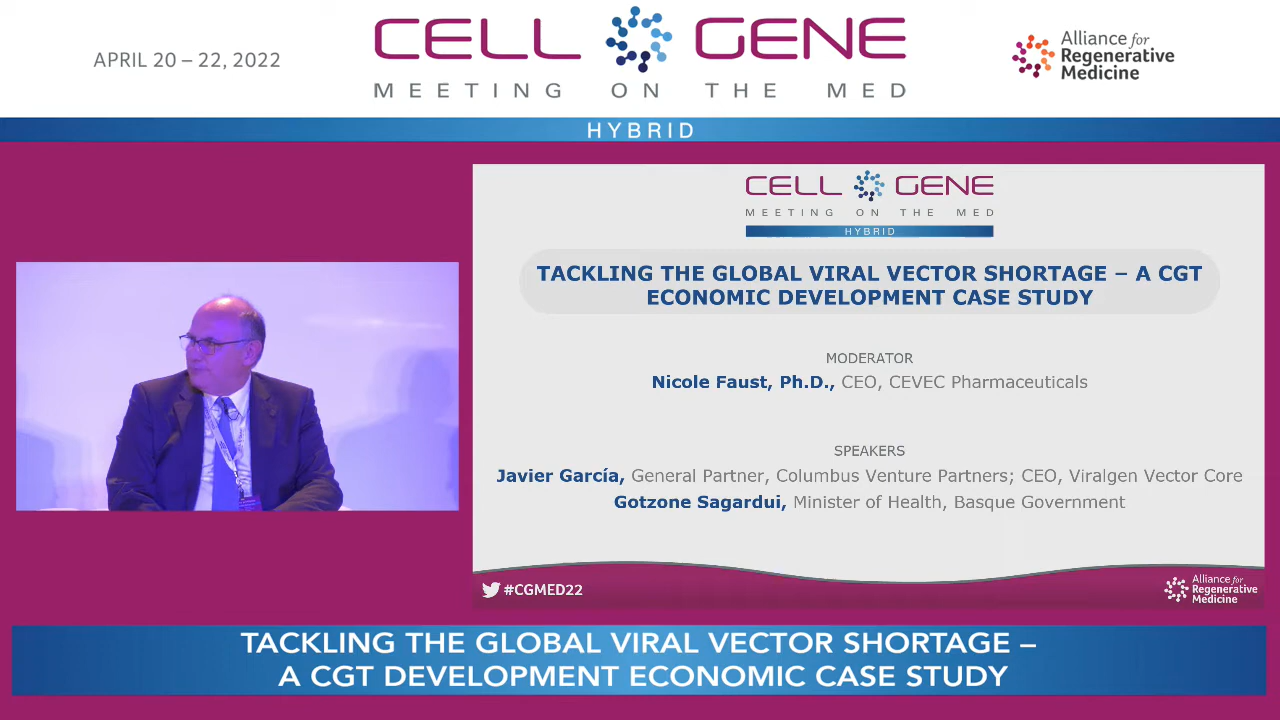 APRIL 20 – 22, 2022
CELL GENE
MEETING ON THE MED
Alliance for
Regenerative
Medicine
HYBRID
CELL GENE
MEETING ON THE MED
HYBRID
TACKLING THE GLOBAL VIRAL VECTOR SHORTAGE – A CGT
ECONOMIC DEVELOPMENT CASE STUDY
MODERATOR
Nicole Faust, Ph.D., CEO, CEVEC Pharmaceuticals
SPEAKERS
Javier García, General Partner, Columbus Venture Partners; CEO, Viralgen Vector Core
Gotzone Sagardui, Minister of Health, Basque Government
#CGMED22
Alliance for
Regenerative
Medicine
TACKLING THE GLOBAL VIRAL VECTOR SHORTAGE –
A CGT DEVELOPMENT ECONOMIC CASE STUDY